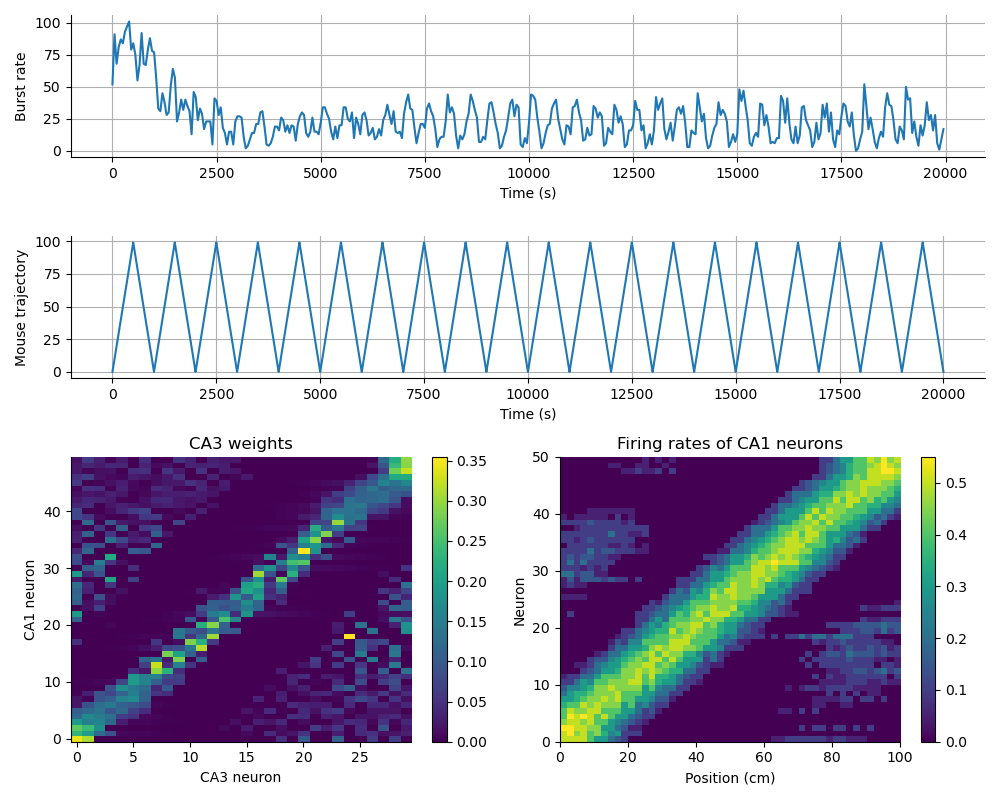 Burst rate
100
75
50
25
0
0 2500 5000 7500 10000 12500 15000 17500 20000
Time (s)
Mouse trajectory
100
75
50
25
0
0 2500 5000 7500 10000 12500 15000 17500 20000
Time (s)
CA3 weights
CA1 neuron
40
30
20
10
0
0 5 10 15 20 25
CA3 neuron
0.35
0.30
0.25
0.20
0.15
0.10
0.05
0.00
Firing rates of CA1 neurons
Neuron
50
40
30
20
10
0
0 20 40 60 80 100
Position (cm)
0.5
0.4
0.3
0.2
0.1
0.0